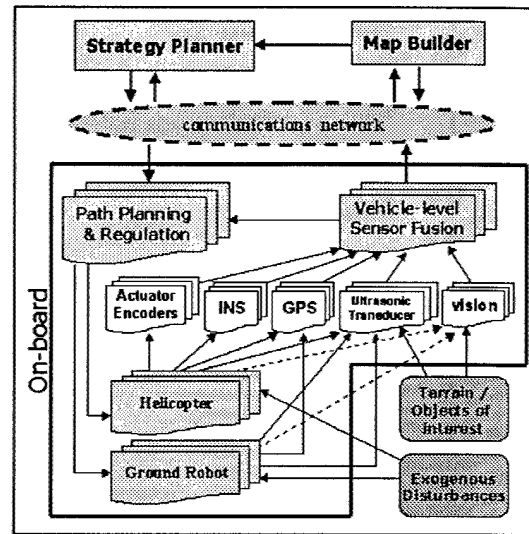 Strategy Planner
Map Builder
communications network
Path Planning
& Regulation
Vehicle-level
Sensor Fusion
Actuator
Encoders
INS
GPS
Ultrasonic
Transducer
vision
On-board
Helicopter
Terrain /
Objects of
Interest
Ground Robot
Exogenous
Disturbances